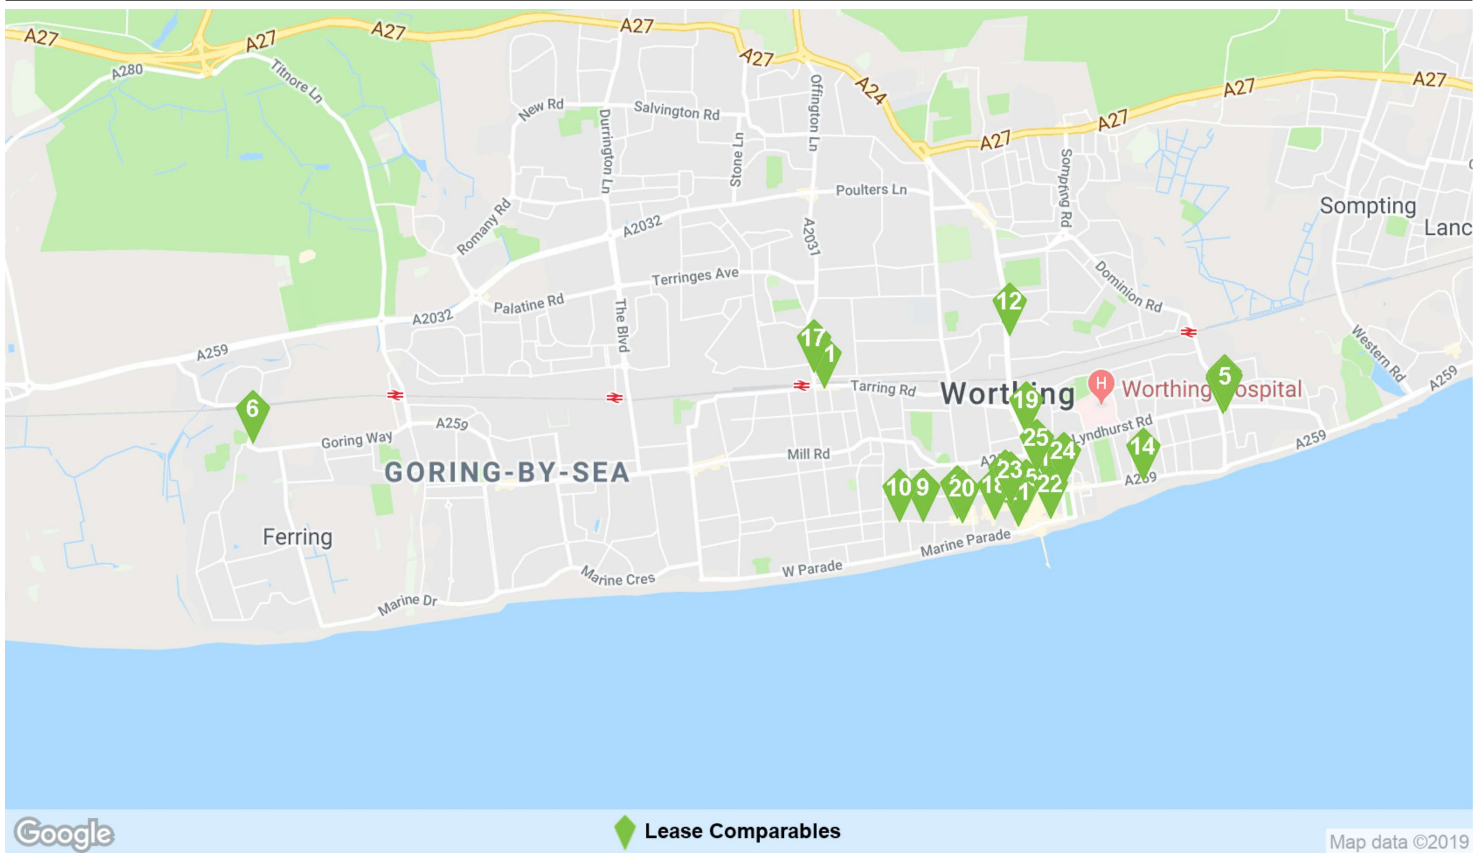 A27
A27
A27
A27
A27
A24
A27
A27
A27
A27
A280
Titnore Ln
New Rd
Salvington Rd
Durrington Ln
Stone Ln
Offington Ln
Poulters Ln
Sompting Rd
Sompting
Lanc
Romany Rd
A2032
A2031
Terringes Ave
Palatine Rd
The Blvd
A2032
Dominion Rd
Western Rd
A259
A259
12
17
1
Tarring Rd
Worthing
H
Worthing Hospital
5
6
19
Goring Way
A259
GORING-BY-SEA
Mill Rd
25
24
Lyndhurst Rd
14
A259
A259
10
9
20
18
23
22
Ferring
Marine Parade
W Parade
Marine Cres
Marine Dr
Google
Lease Comparables
Map data ©2019